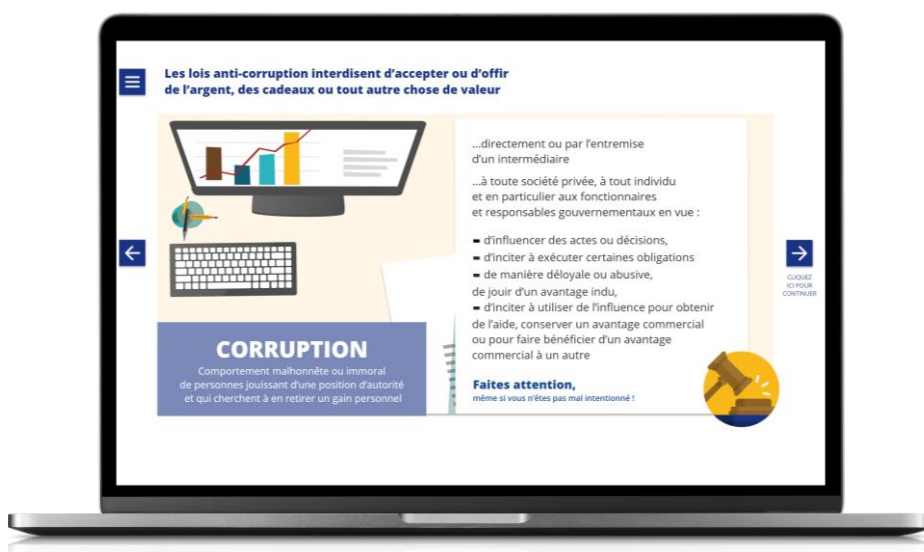 Les lois anti-corruption interdisent d'accepter ou d'offir
de l'argent, des cadeaux ou tout autre chose de valeur
...directement ou par l'entremise
d'un intermédiaire
...à toute société privée, à tout individu
et en particulier aux fonctionnaires
et responsables gouvernementaux en vue :
- d'influencer des actes ou décisions,
- d'inciter à exécuter certaines obligations
- de manière déloyale ou abusive,
de jouir d'un avantage indu,
- d'inciter à utiliser de l'influence pour obtenir
de l'aide, conserver un avantage commercial
ou pour faire bénéficier d'un avantage
commercial à un autre
Faites attention,
même si vous n'êtes pas mal intentionné !
CORRUPTION
Comportement malhonnête ou immoral
de personnes jouissant d'une position d'autorité
et qui cherchent à en retirer un gain personnel
CLIQUEZ
ICI POUR
CONTINUER